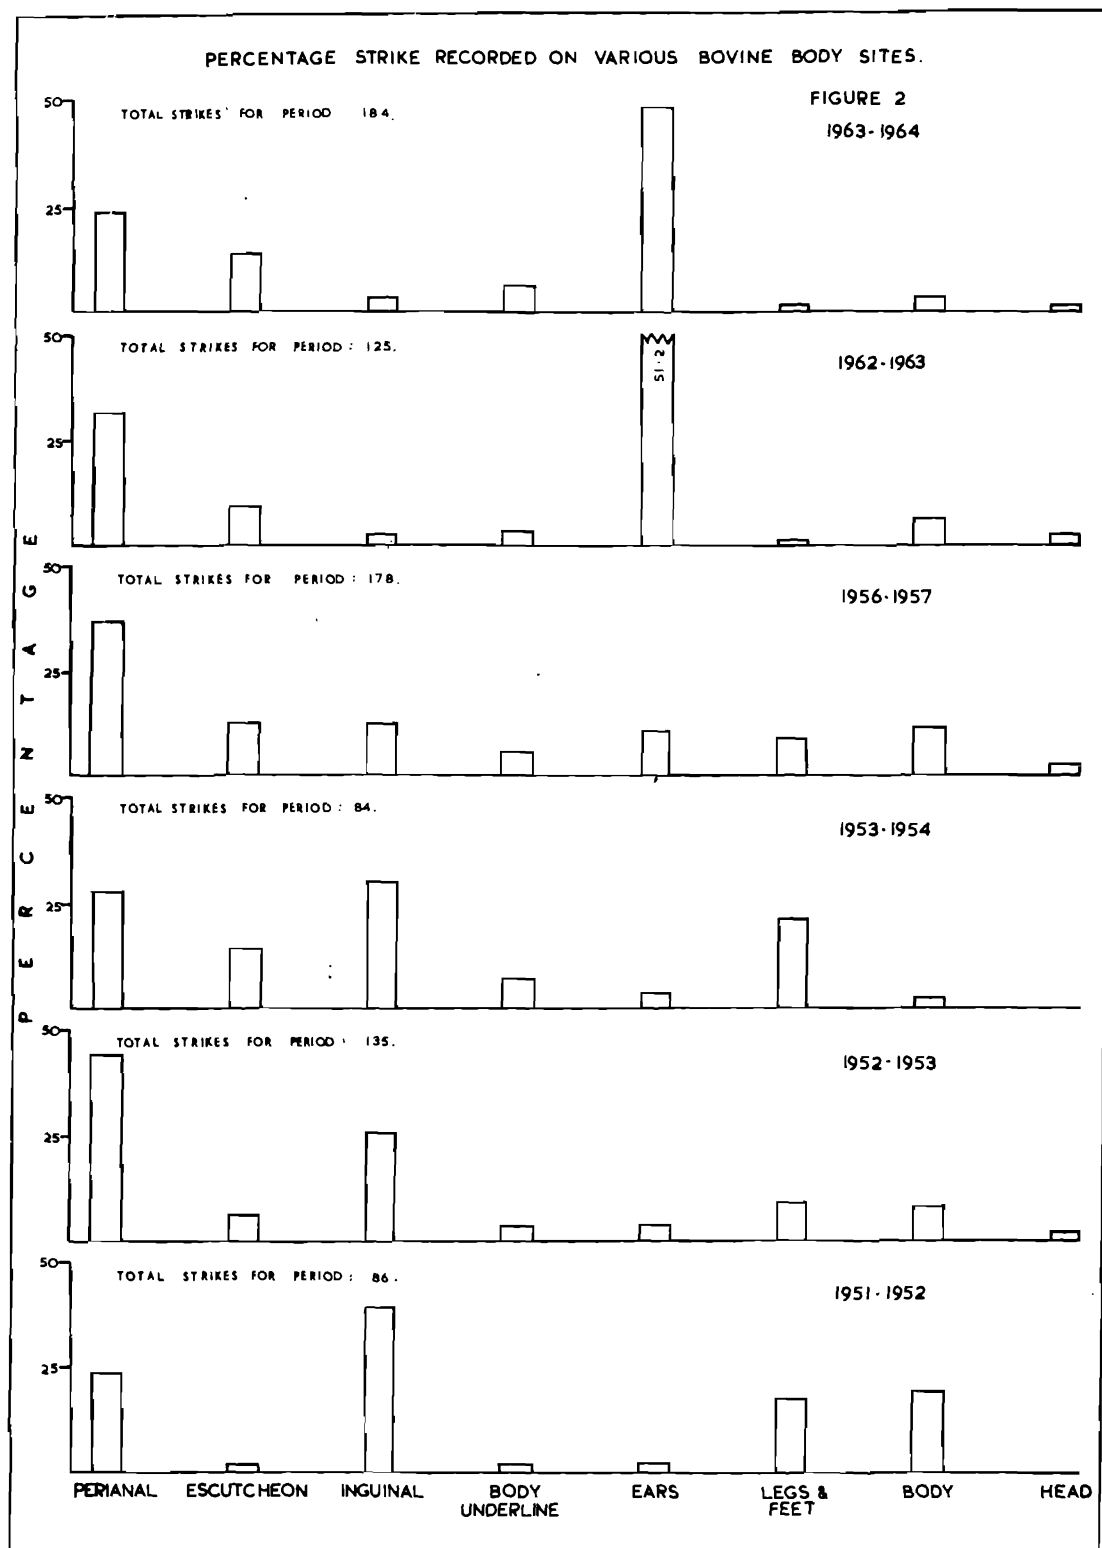 PERCENTAGE STRIKE RECORDED ON VARIOUS BOVINE BODY SITES.
FIGURE 2
1963-1964
TOTAL STRIKES FOR PERIOD 184.
50
25
1962-1963
TOTAL STRIKES FOR PERIOD: 125.
50
25
51·2
1956-1957
TOTAL STRIKES FOR PERIOD: 178.
50
25
1953-1954
TOTAL STRIKES FOR PERIOD: 84.
50
25
1952-1953
TOTAL STRIKES FOR PERIOD: 135.
50
25
1951-1952
TOTAL STRIKES FOR PERIOD: 86.
50
25
PERCENTAGE
PERIANAL
ESCUTCHEON
INGUINAL
BODY
UNDERLINE
EARS
LEGS &
FEET
BODY
HEAD